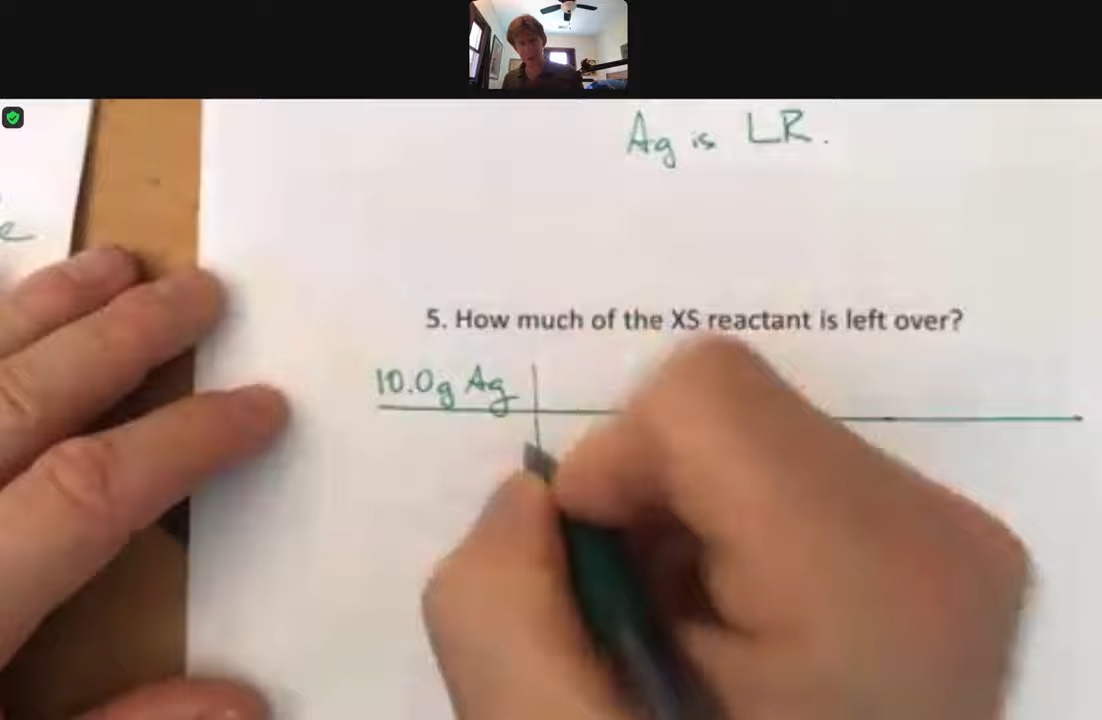 Ag is LR.
e
5. How much of the XS reactant is left over?
10.0g Ag